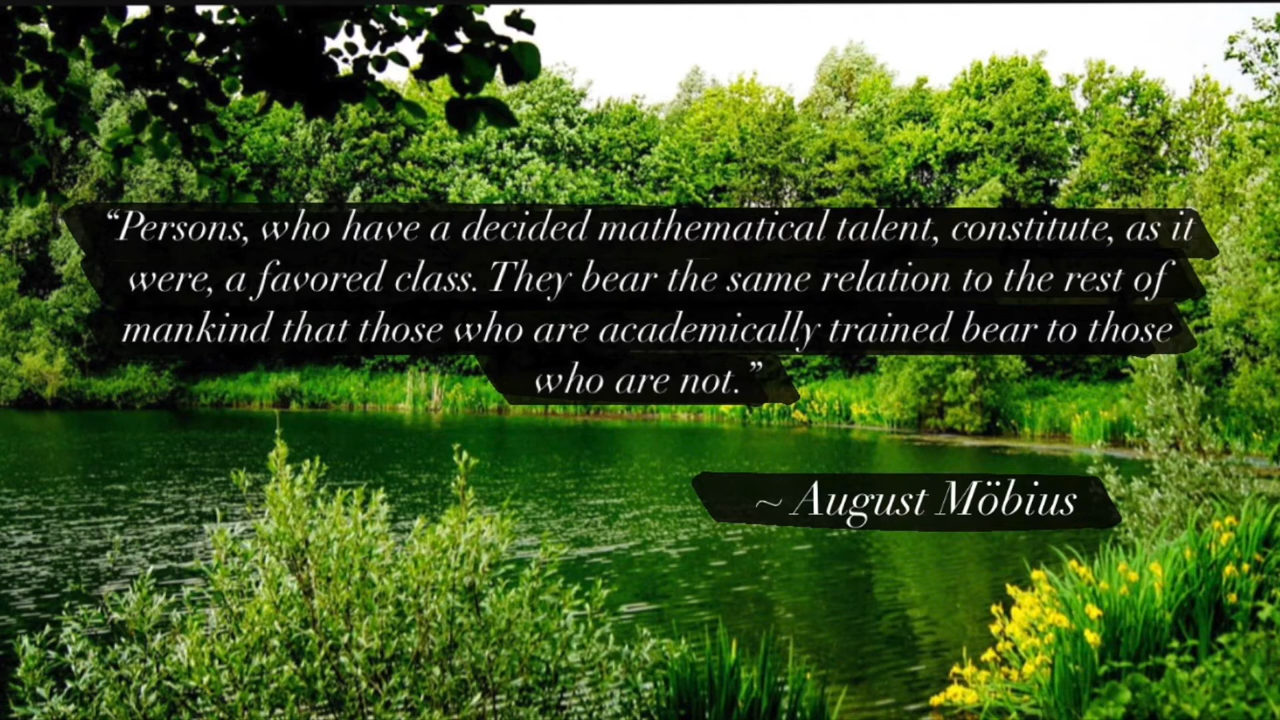 “Persons, who have a decided mathematical talent, constitute, as it
were, a favored class. They bear the same relation to the rest of
mankind that those who are academically trained bear to those
who are not.”
~ August Möbius